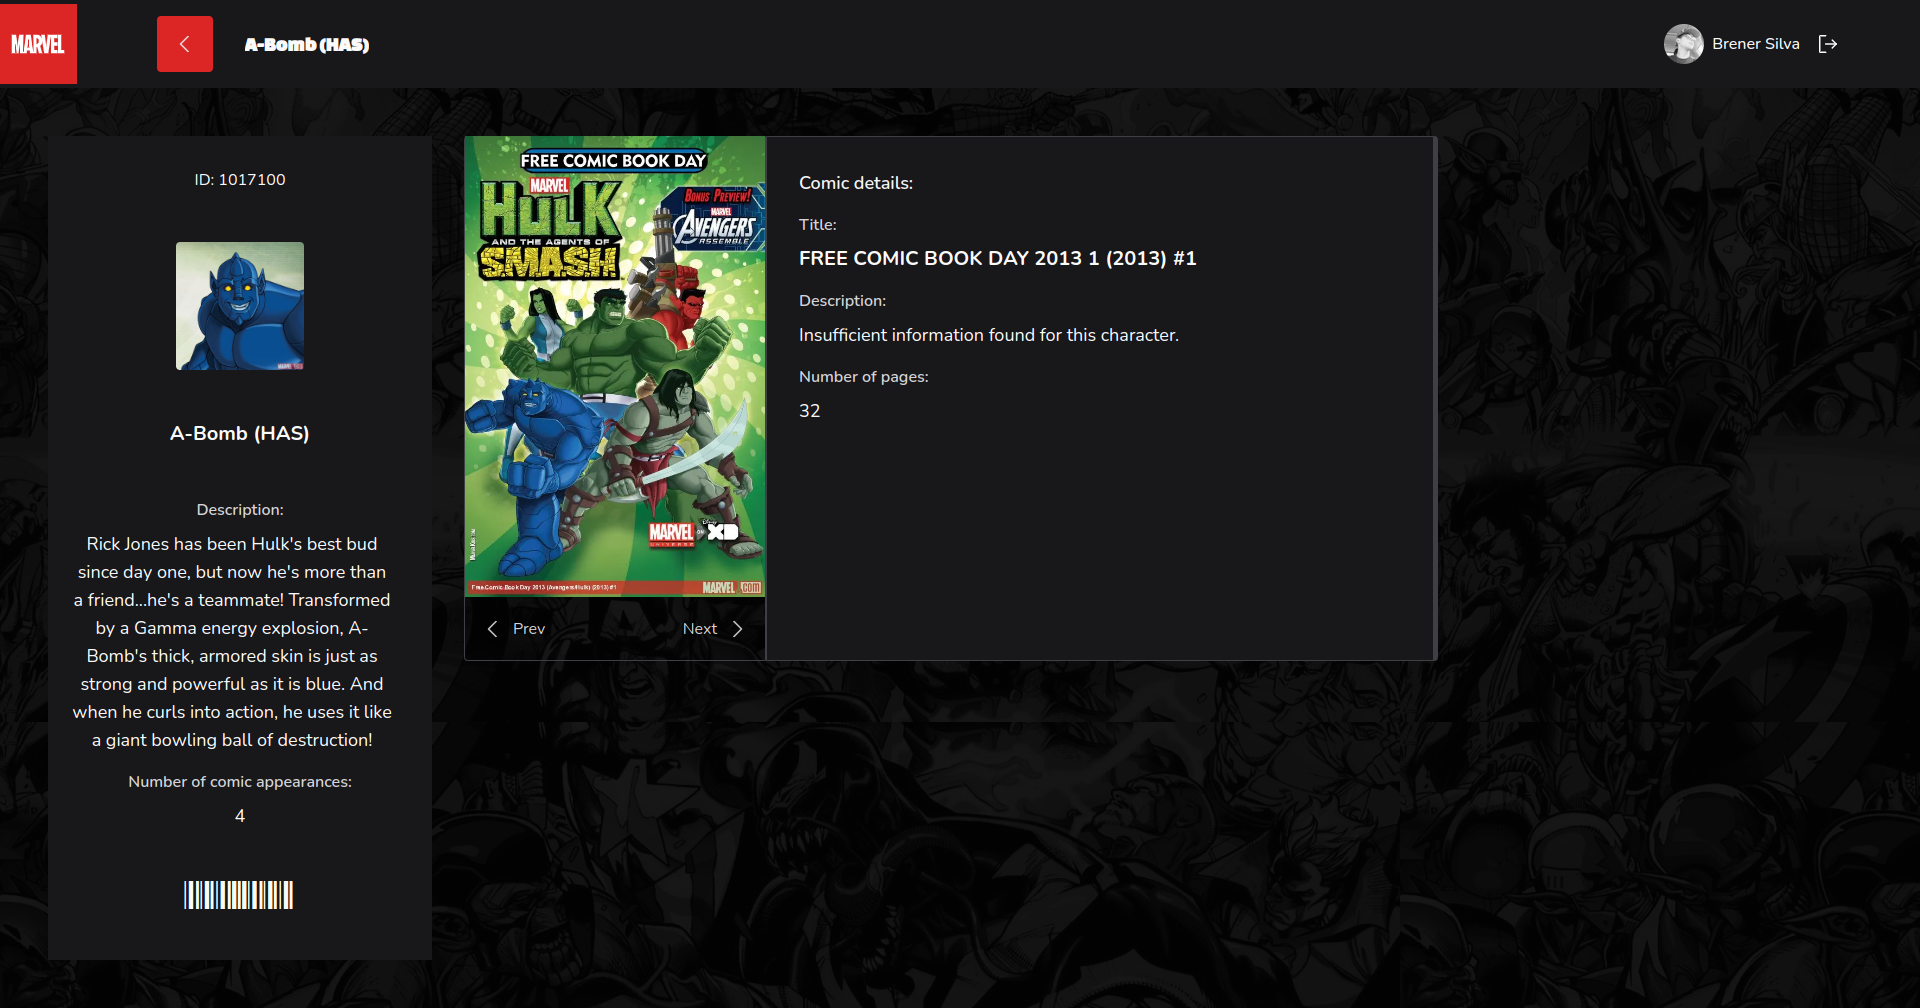 MARVEL
A-Bomb (HAS)
Brener Silva
ID: 1017100
A-Bomb (HAS)
Description:
Rick Jones has been Hulk's best bud
since day one, but now he's more than
a friend...he's a teammate! Transformed
by a Gamma energy explosion, A-
Bomb's thick, armored skin is just as
strong and powerful as it is blue. And
when he curls into action, he uses it like
a giant bowling ball of destruction!
Number of comic appearances:
4
FREE COMIC BOOK DAY
MARVEL
HULK
AND THE AGENTS OF
SMASH
BONUS PREVIEW!
MARVEL
AVENGERS
ASSEMBLE
MARVEL
UNIVERSE
ON
Disney
XD
Free Comic Book Day 2013 (Avengers/Hulk) (2013) #1
MARVEL.COM
Prev
Next
Comic details:
Title:
FREE COMIC BOOK DAY 2013 1 (2013) #1
Description:
Insufficient information found for this character.
Number of pages:
32